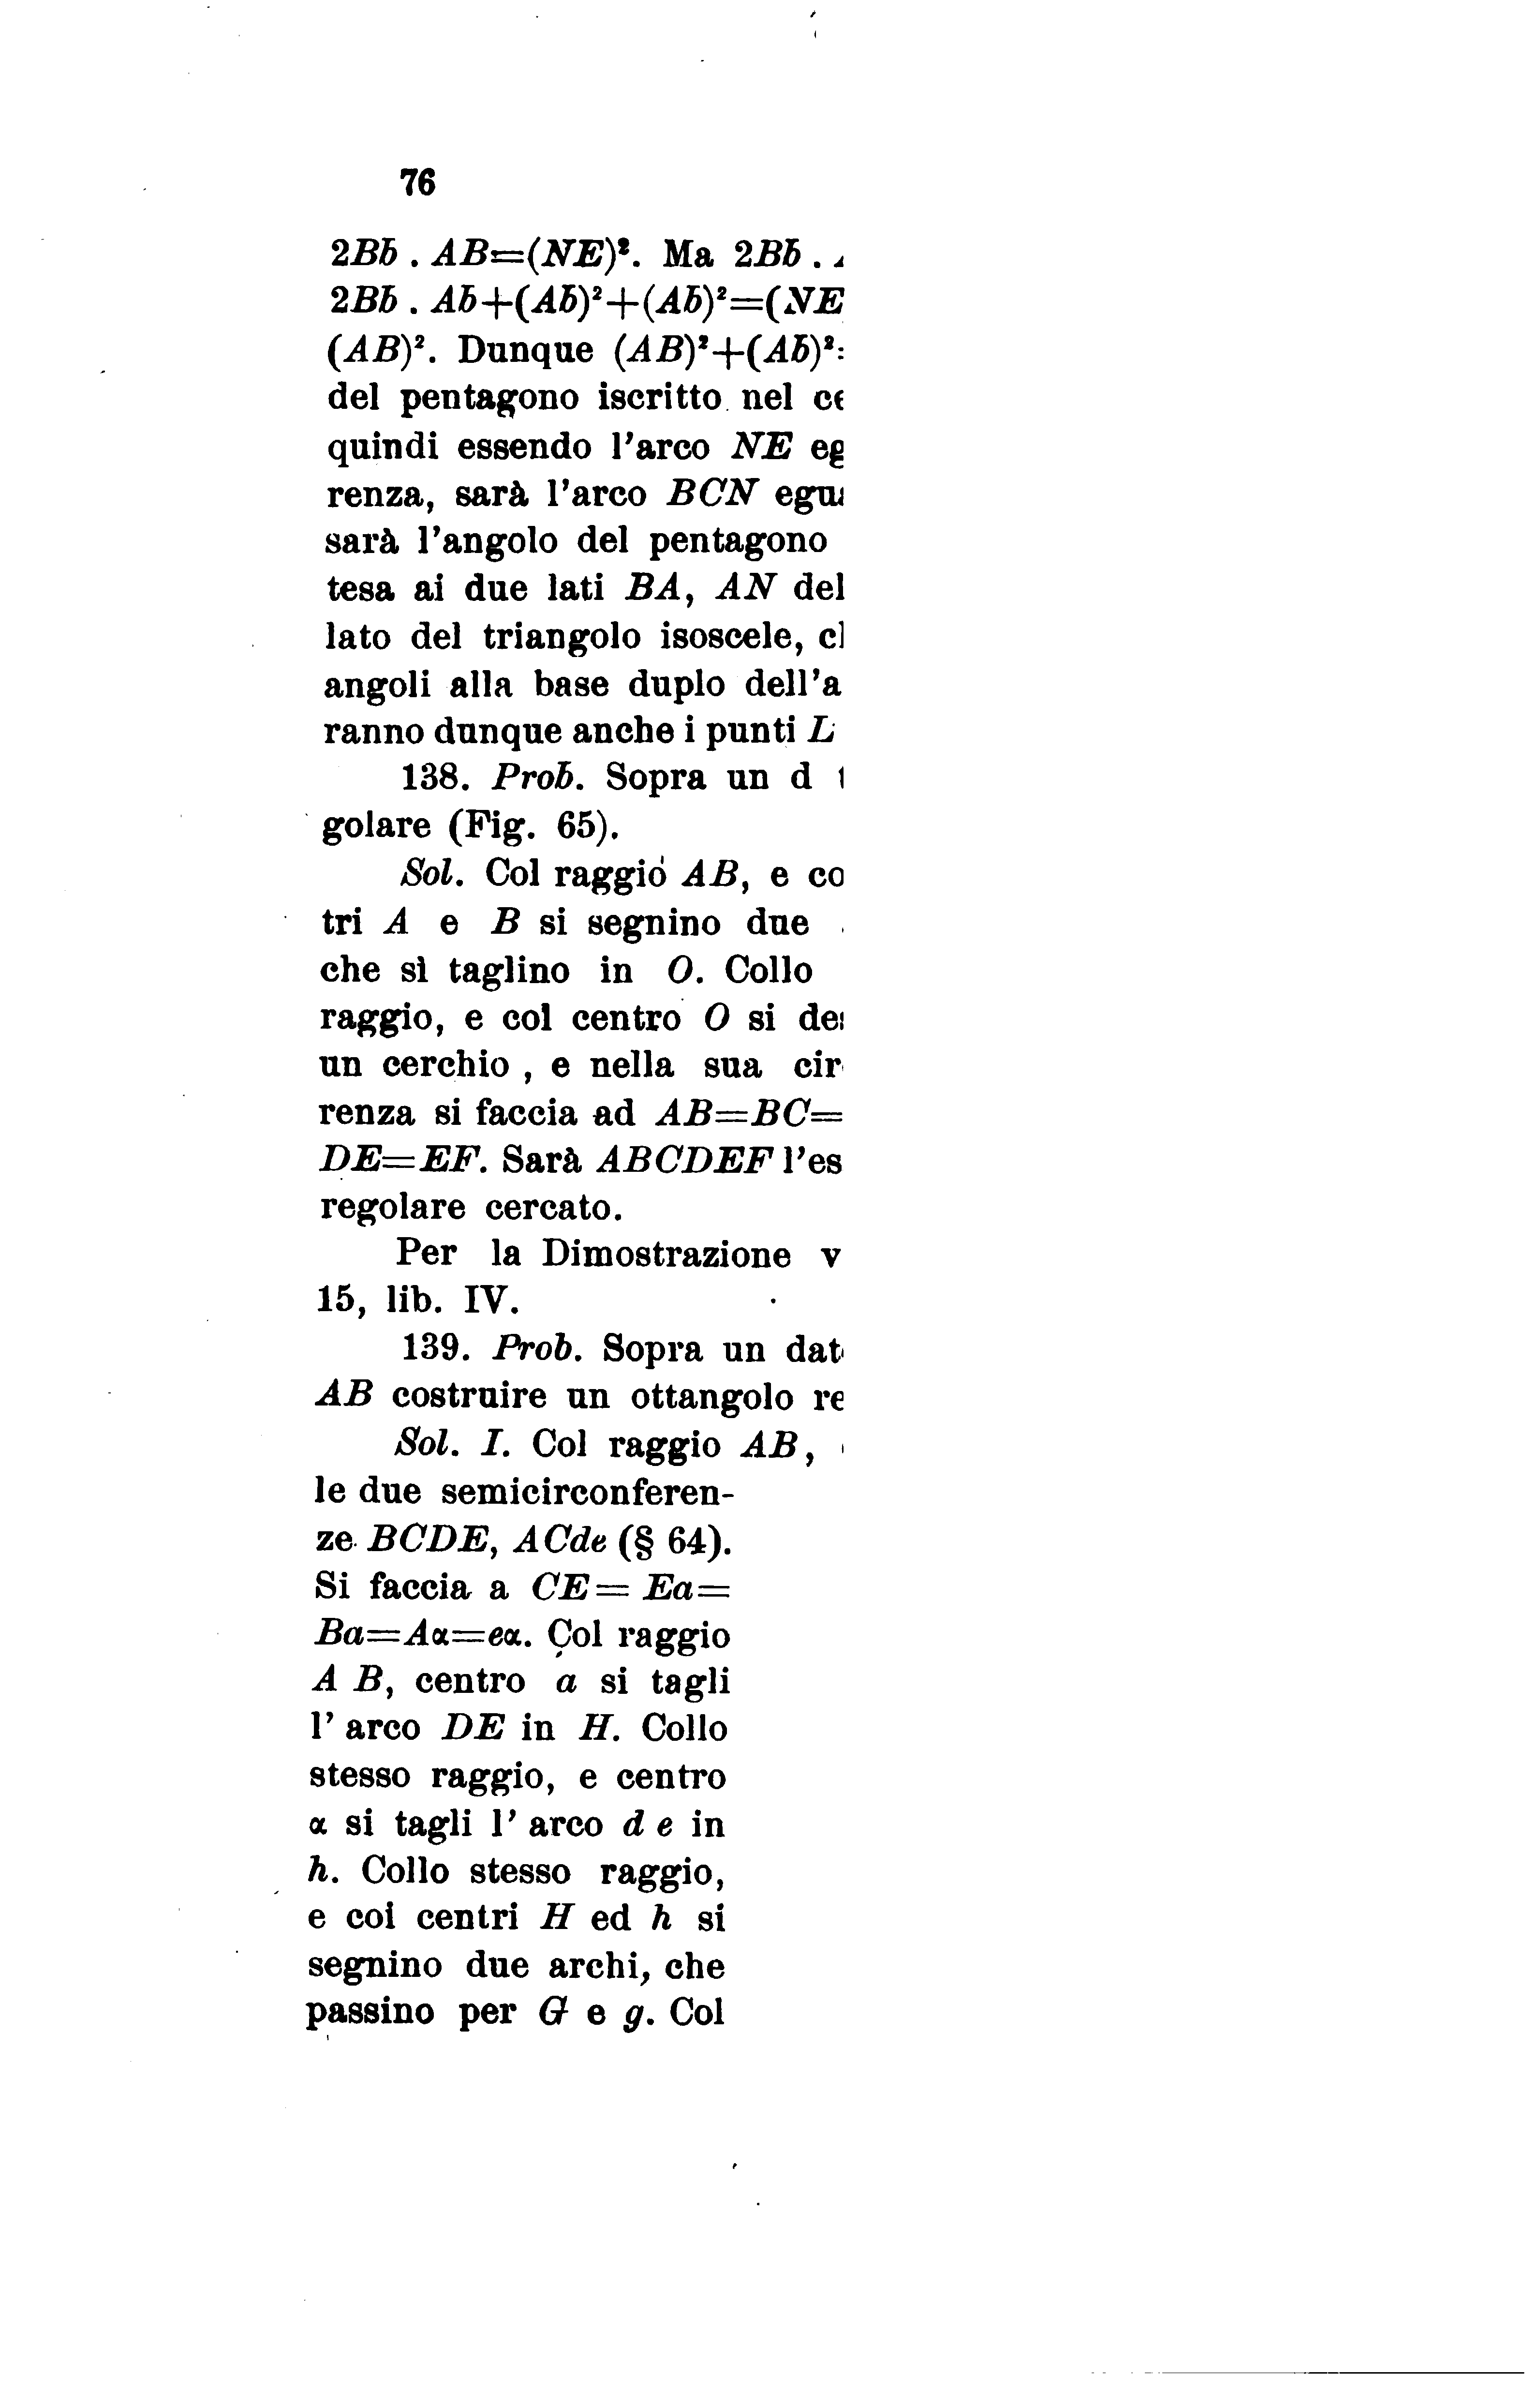 76
2Bb . AB=(NE)². Ma 2Bb .
2Bb . Ab+(Ab)²+(Ab)²=(NE
(AB)². Dunque (AB)²+(Ab)²
del pentagono iscritto nel
quindi essendo l'arco NE eg
renza, sarà l'arco BCN egu
sarà l'angolo del pentagono
tesa ai due lati BA, AN del
lato del triangolo isoscele,
angoli alla base duplo dell'a
ranno dunque anche i punti L
138. Prob. Sopra un d
golare (Fig. 65).
Sol. Col raggio AB, e co
tri A e B si segnino due
che si taglino in O. Collo
raggio, e col centro O si de
un cerchio , e nella sua cir
renza si faccia ad AB=BC=
DE=EF. Sarà ABCDEF l'es
regolare cercato.
Per la Dimostrazione v
15, lib. IV.
139. Prob. Sopra un dat
AB costruire un ottangolo re
Sol. I. Col raggio AB,
le due semicirconferen-
ze BCDE, ACde (§ 64).
Si faccia a CE= Ea=
Ba=Aα=eα. Col raggio
A B, centro a si tagli
l' arco DE in H. Collo
stesso raggio, e centro
α si tagli l' arco d e in
h. Collo stesso raggio,
e coi centri H ed h si
segnino due archi, che
passino per G e g. Col